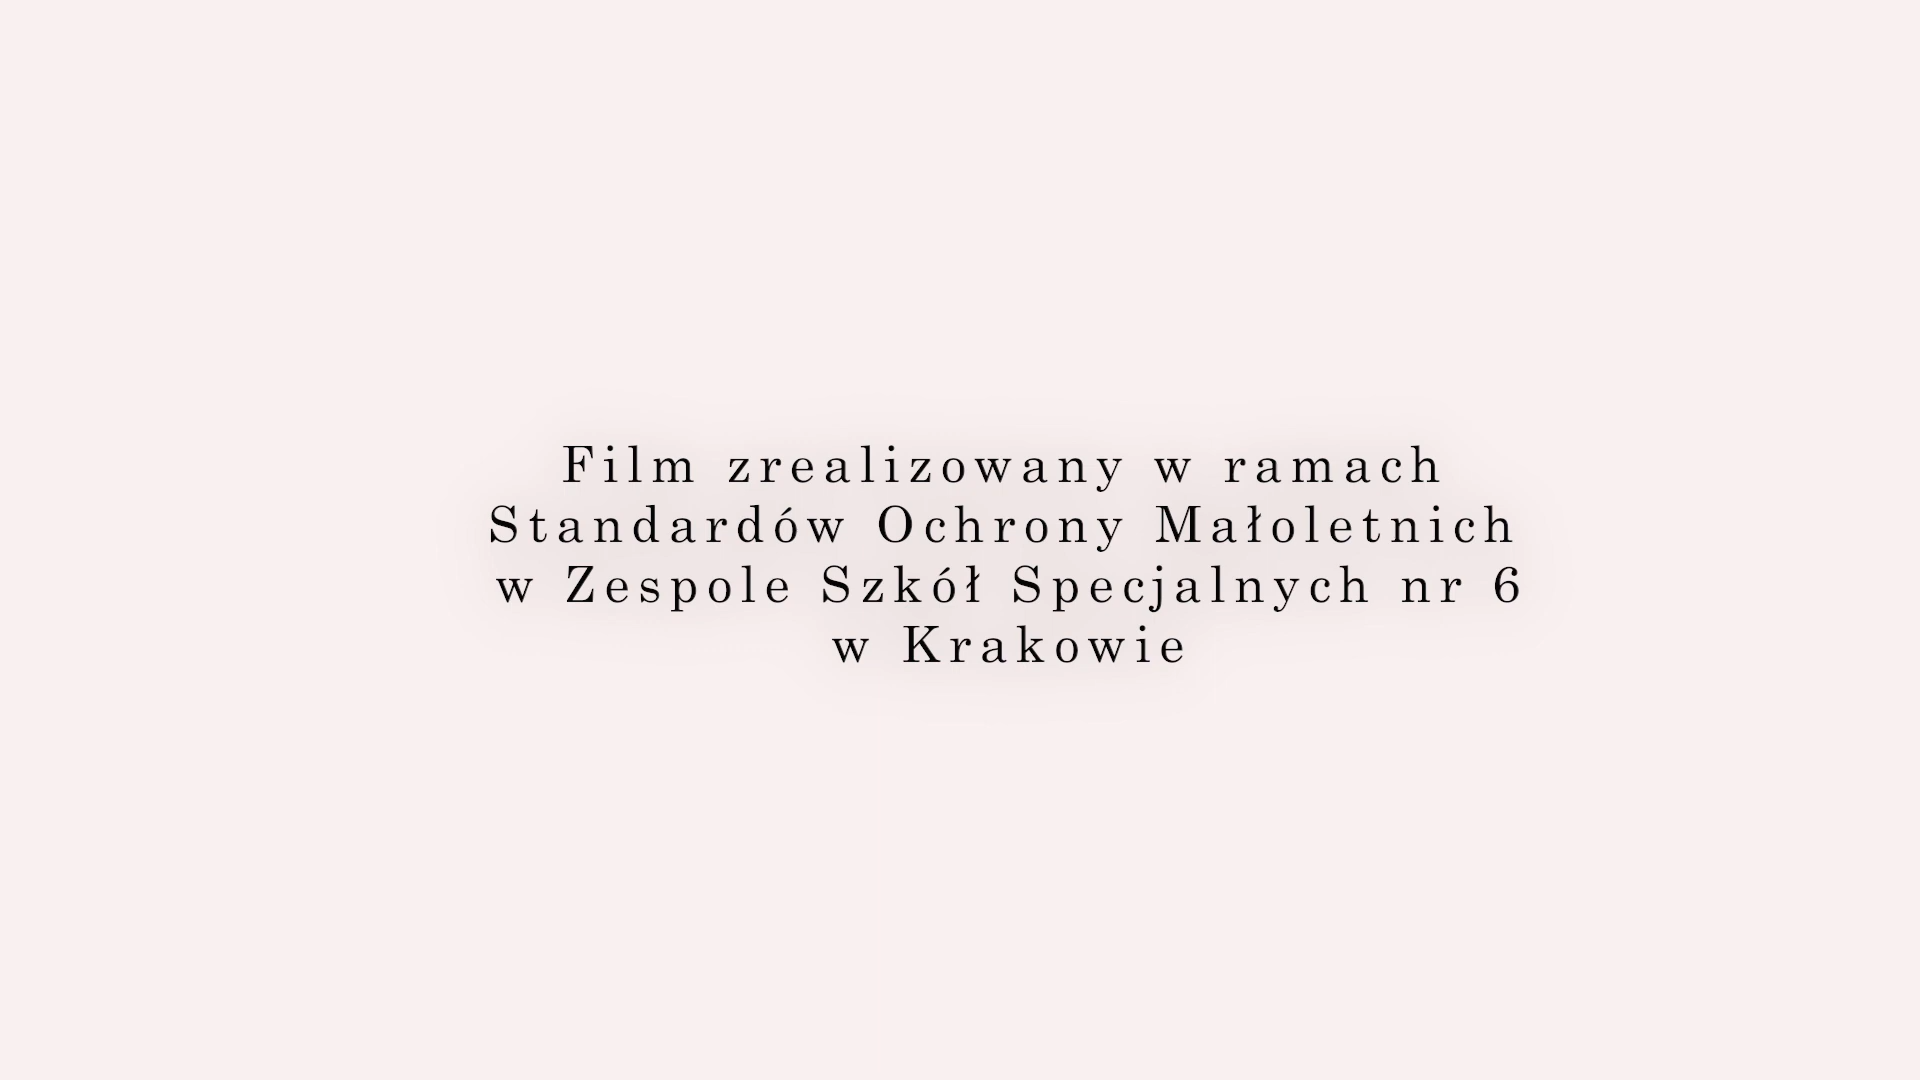 Film zrealizowany w ramach
Standardów Ochrony Małoletnich
w Zespole Szkół Specjalnych nr 6
w Krakowie